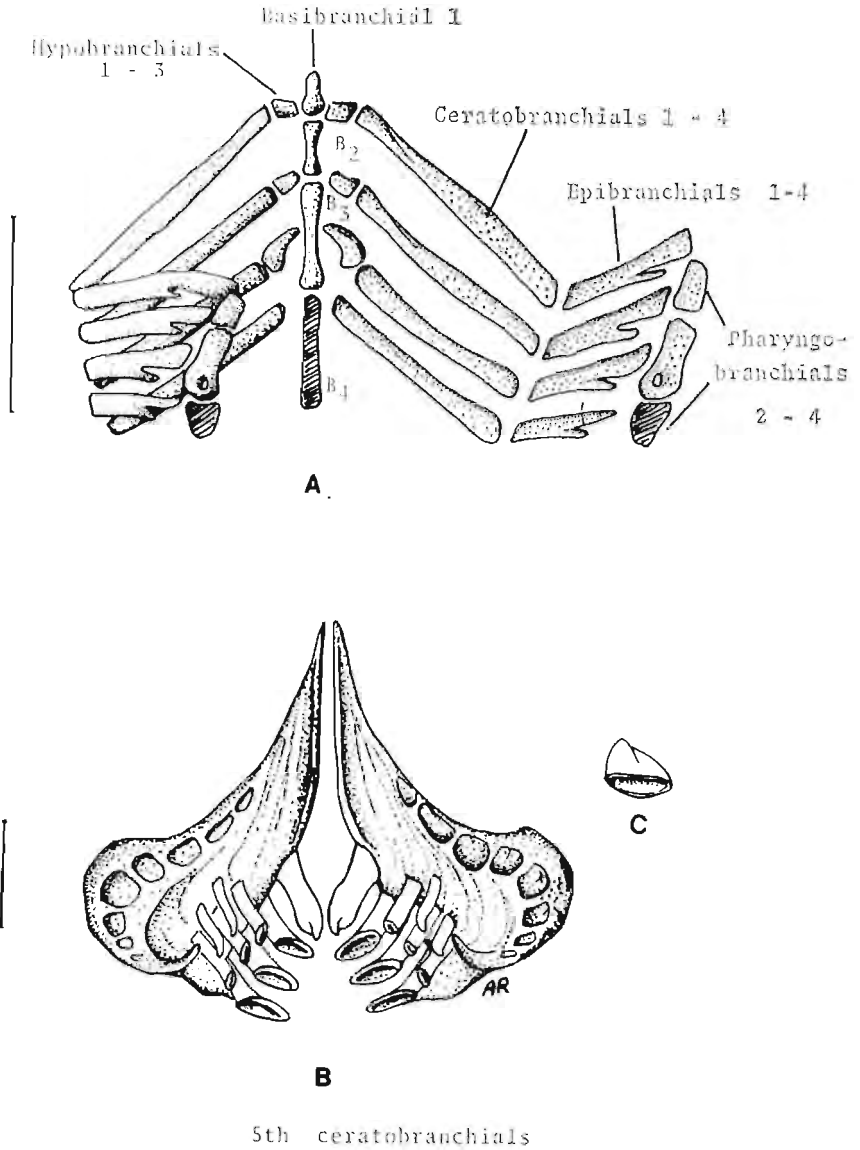 Basibranchial 1
Hypobranchials
1 - 3
Ceratobranchials 1 - 4
B2
Epibranchials 1-4
B3
Pharyngo-
branchials
2 - 4
B4
A
C
AR
B
5th ceratobranchials